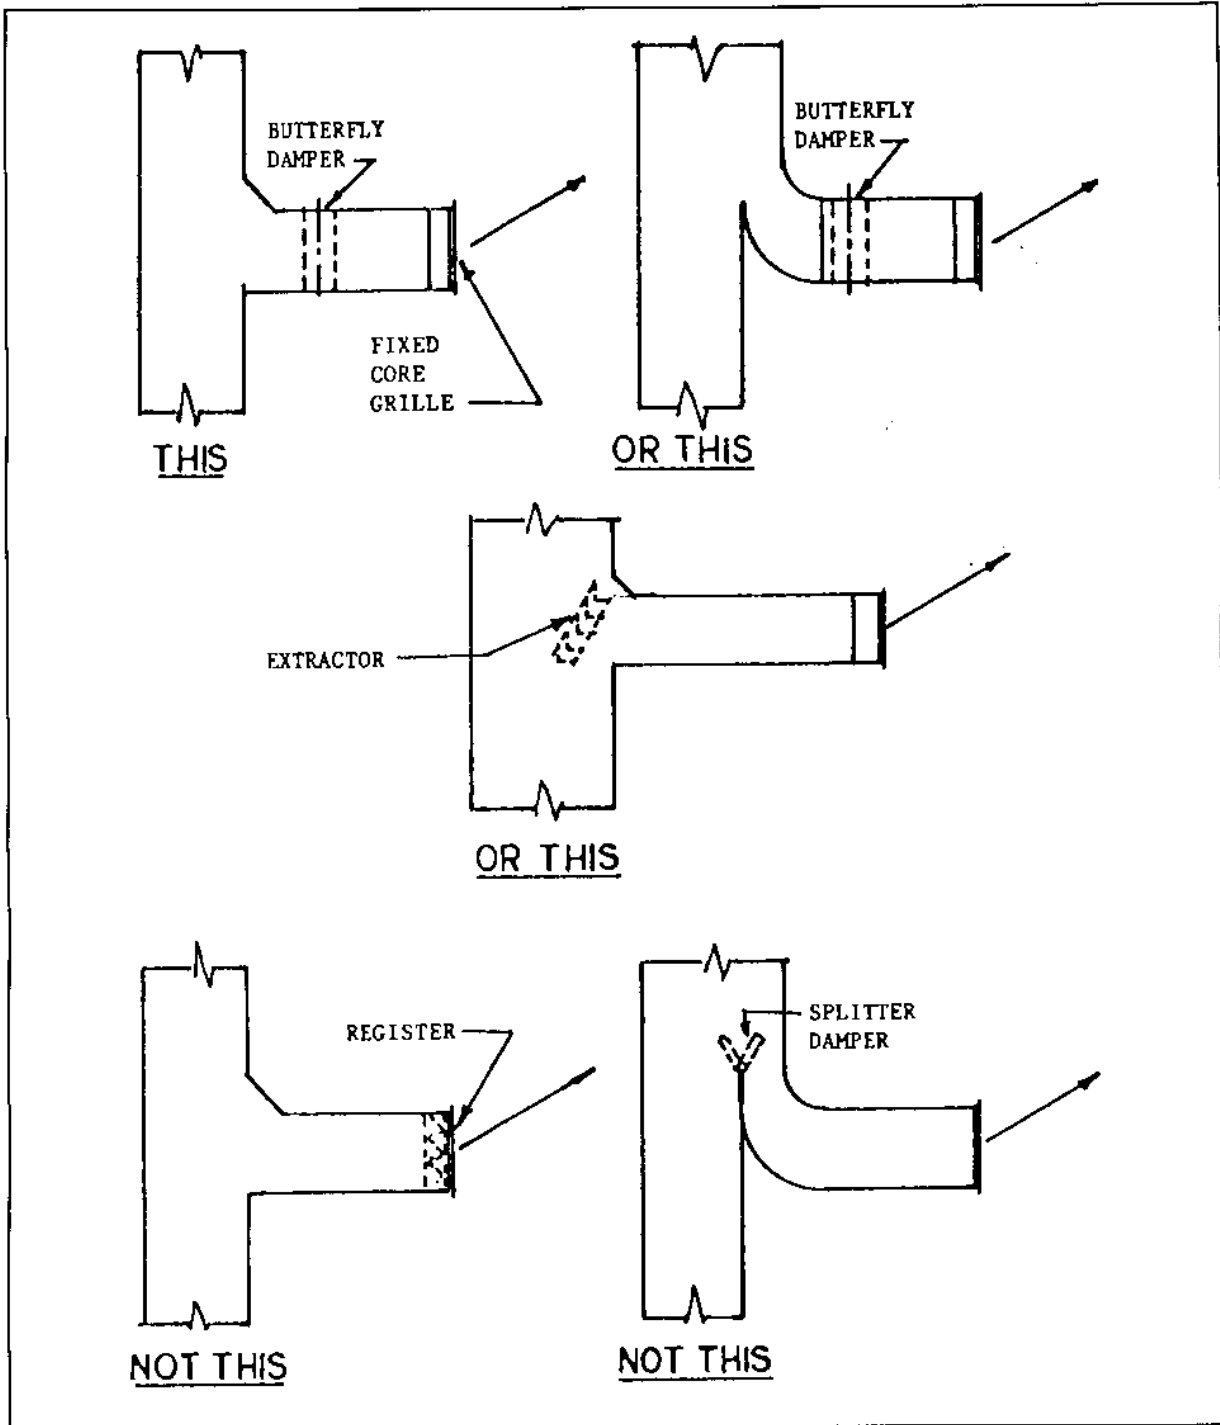 BUTTERFLY
DAMPER
BUTTERFLY
DAMPER
FIXED
CORE
GRILLE
THIS
OR THIS
EXTRACTOR
OR THIS
REGISTER
SPLITTER
DAMPER
NOT THIS
NOT THIS